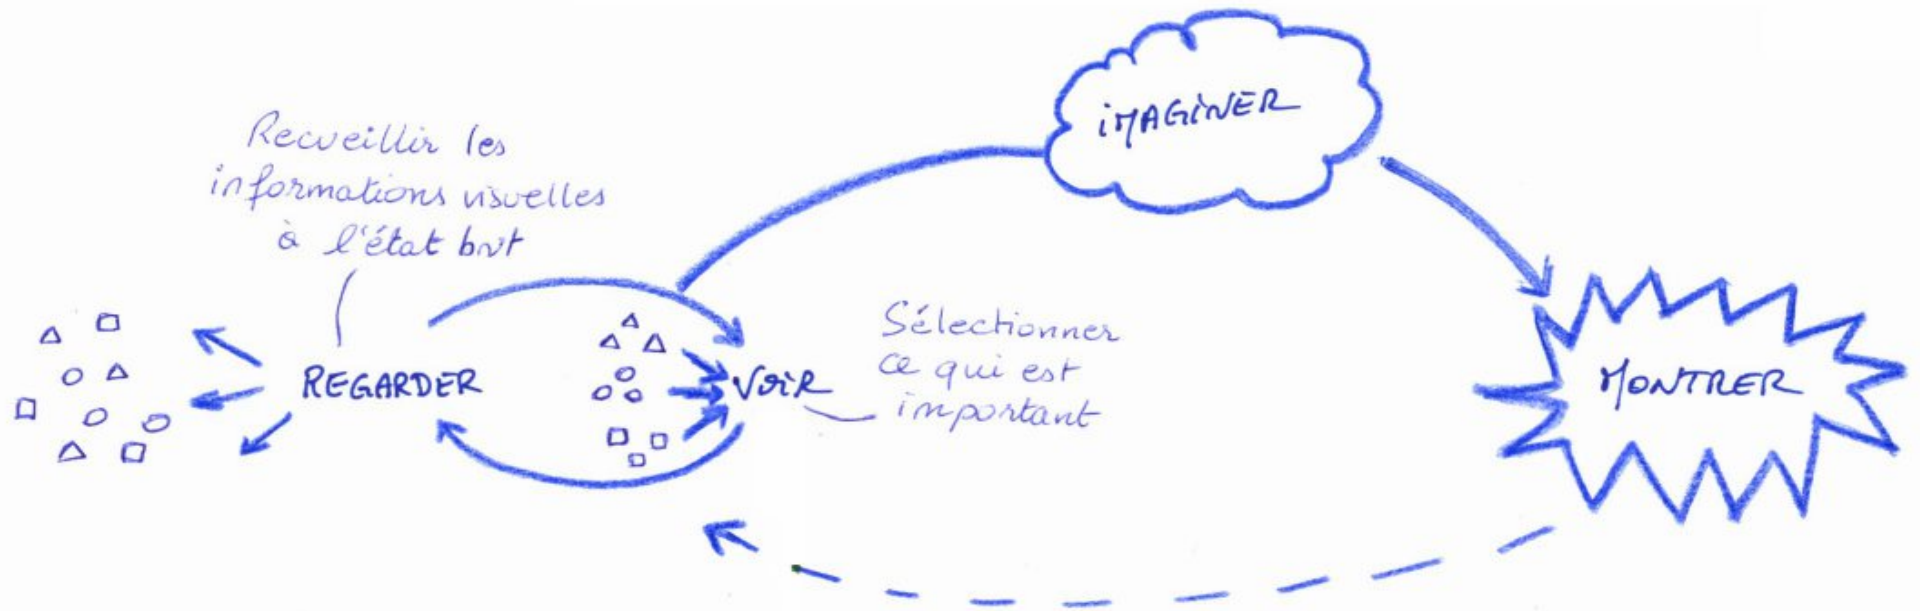 Recueillir les
informations visuelles
à l'état brut
REGARDER
VOIR
Sélectionner
ce qui est
important
iMAGiNER
MONTRER